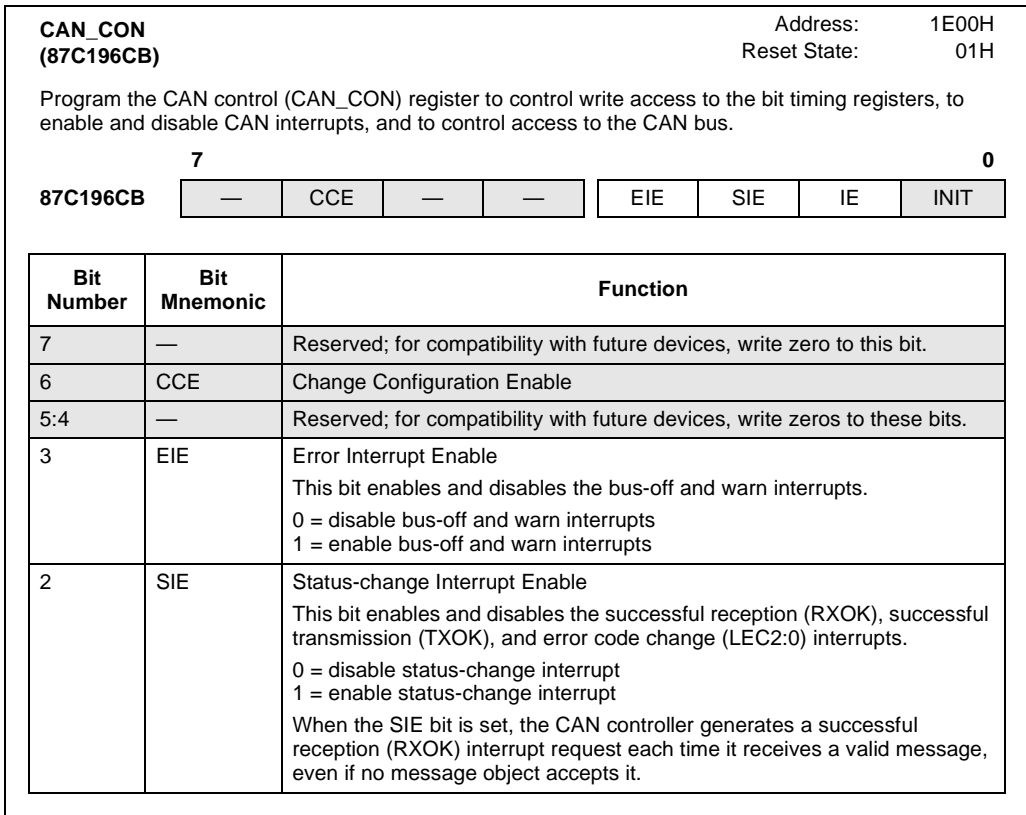 CAN_CON
(87C196CB)
Address: 1E00H
Reset State: 01H
Program the CAN control (CAN_CON) register to control write access to the bit timing registers, to
enable and disable CAN interrupts, and to control access to the CAN bus.
7 0
87C196CB — CCE — — EIE SIE IE INIT
Bit Number Bit Mnemonic Function
7 — Reserved; for compatibility with future devices, write zero to this bit.
6 CCE Change Configuration Enable
5:4 — Reserved; for compatibility with future devices, write zeros to these bits.
3 EIE Error Interrupt Enable
This bit enables and disables the bus-off and warn interrupts.
0 = disable bus-off and warn interrupts
1 = enable bus-off and warn interrupts
2 SIE Status-change Interrupt Enable
This bit enables and disables the successful reception (RXOK), successful
transmission (TXOK), and error code change (LEC2:0) interrupts.
0 = disable status-change interrupt
1 = enable status-change interrupt
When the SIE bit is set, the CAN controller generates a successful
reception (RXOK) interrupt request each time it receives a valid message,
even if no message object accepts it.